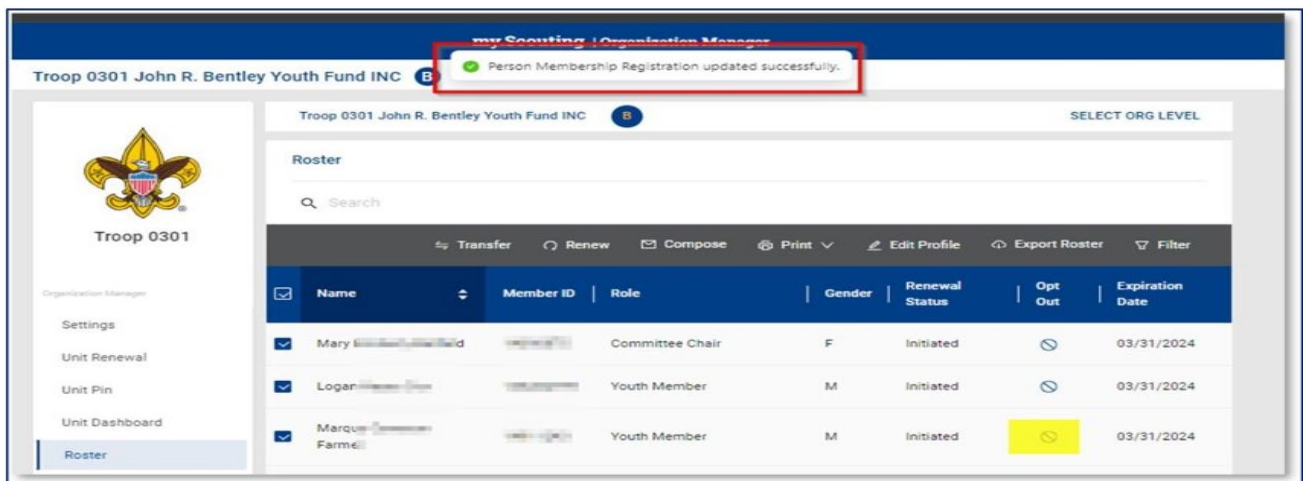 my.Scouting | Organization Manager
Person Membership Registration updated successfully.
Troop 0301 John R. Bentley Youth Fund INC B
Troop 0301 John R. Bentley Youth Fund INC B SELECT ORG LEVEL
Roster
Search
Troop 0301
Transfer Renew Compose Print Edit Profile Export Roster Filter
Organization Manager
Name Member ID Role Gender Renewal Status Opt Out Expiration Date
Settings
Mary Committee Chair F Initiated 03/31/2024
Unit Renewal
Logan Youth Member M Initiated 03/31/2024
Unit Pin
Unit Dashboard
Youth Member M Initiated 03/31/2024
Roster